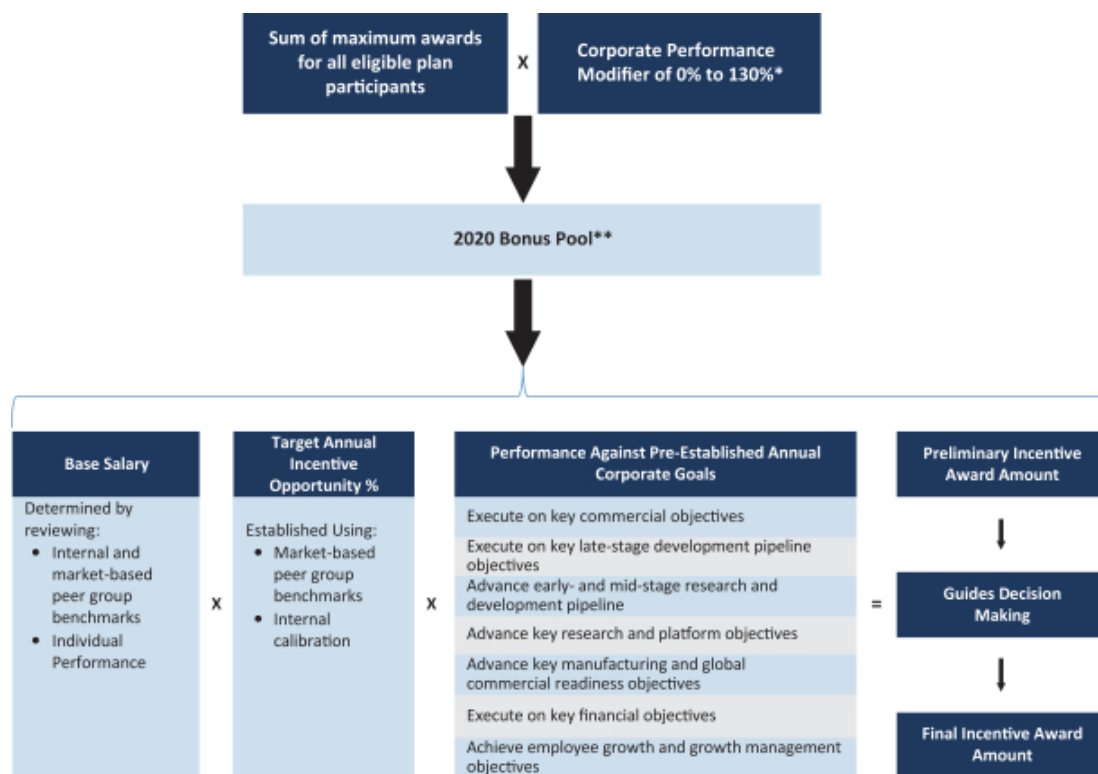 Sum of maximum awards
for all eligible plan
participants
X
Corporate Performance
Modifier of 0% to 130%*
2020 Bonus Pool**
Base Salary
Determined by
reviewing:
• Internal and
market-based
peer group
benchmarks
• Individual
Performance
X
Target Annual
Incentive
Opportunity %
Established Using:
• Market-based
peer group
benchmarks
• Internal
calibration
X
Performance Against Pre-Established Annual
Corporate Goals
Execute on key commercial objectives
Execute on key late-stage development pipeline
objectives
Advance early- and mid-stage research and
development pipeline
Advance key research and platform objectives
Advance key manufacturing and global
commercial readiness objectives
Execute on key financial objectives
Achieve employee growth and growth management
objectives
=
Preliminary Incentive
Award Amount
Guides Decision
Making
Final Incentive Award
Amount